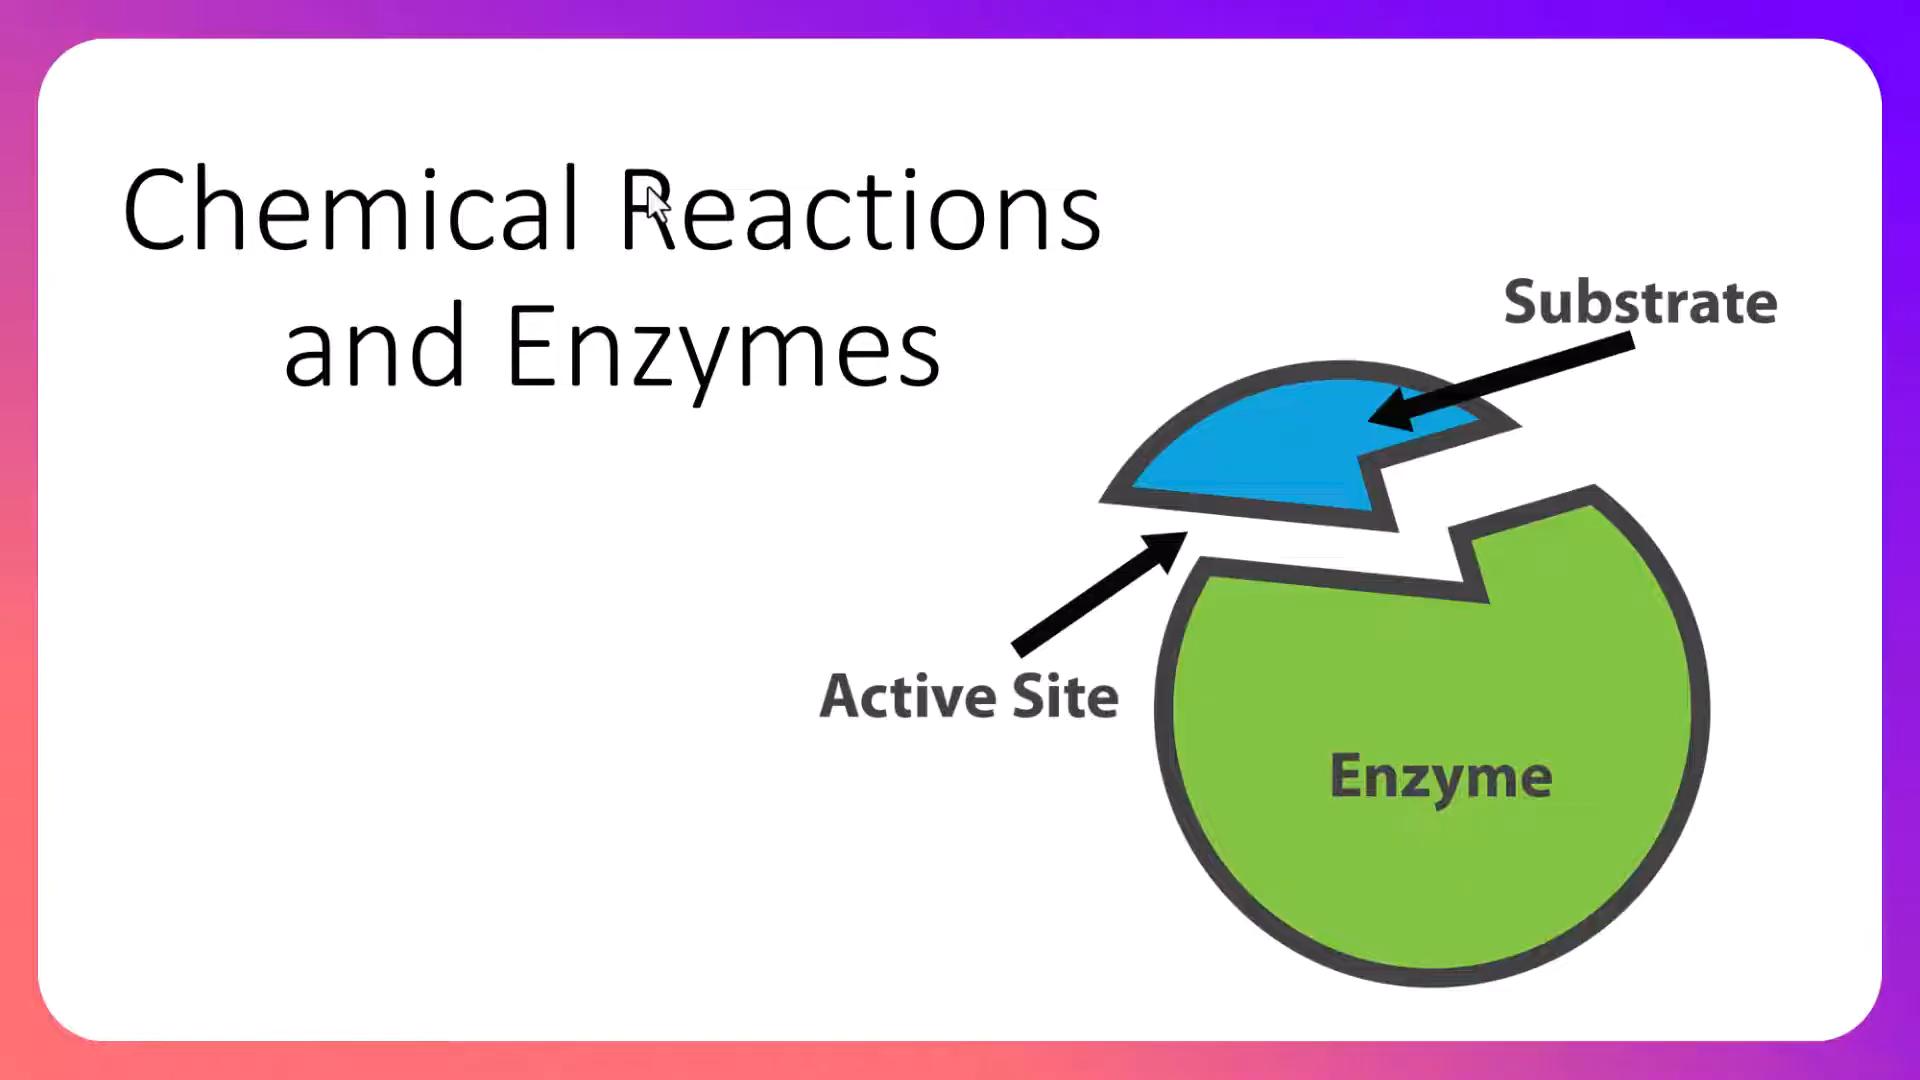 Chemical Reactions
and Enzymes
Substrate
Active Site
Enzyme